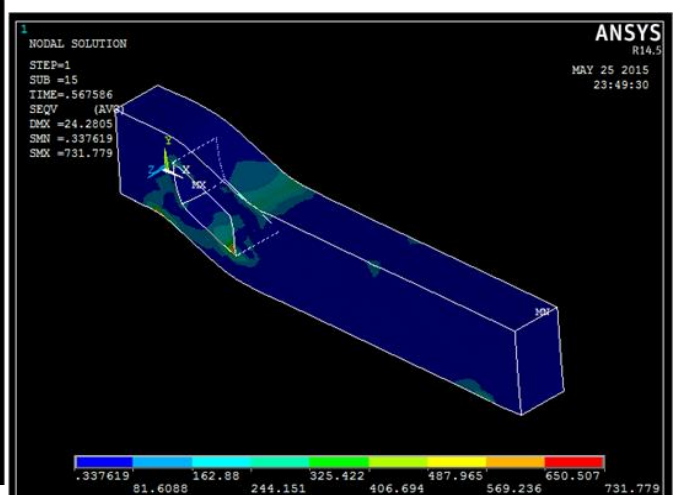 1
NODAL SOLUTION
STEP=1
SUB =15
TIME=.567586
SEQV (AVG)
DMX =24.2805
SMN =.337619
SMX =731.779
ANSYS
R14.5
MAY 25 2015
23:49:30
Y
Z X
MX
MN
.337619 162.88 325.422 487.965 650.507
81.6088 244.151 406.694 569.236 731.779